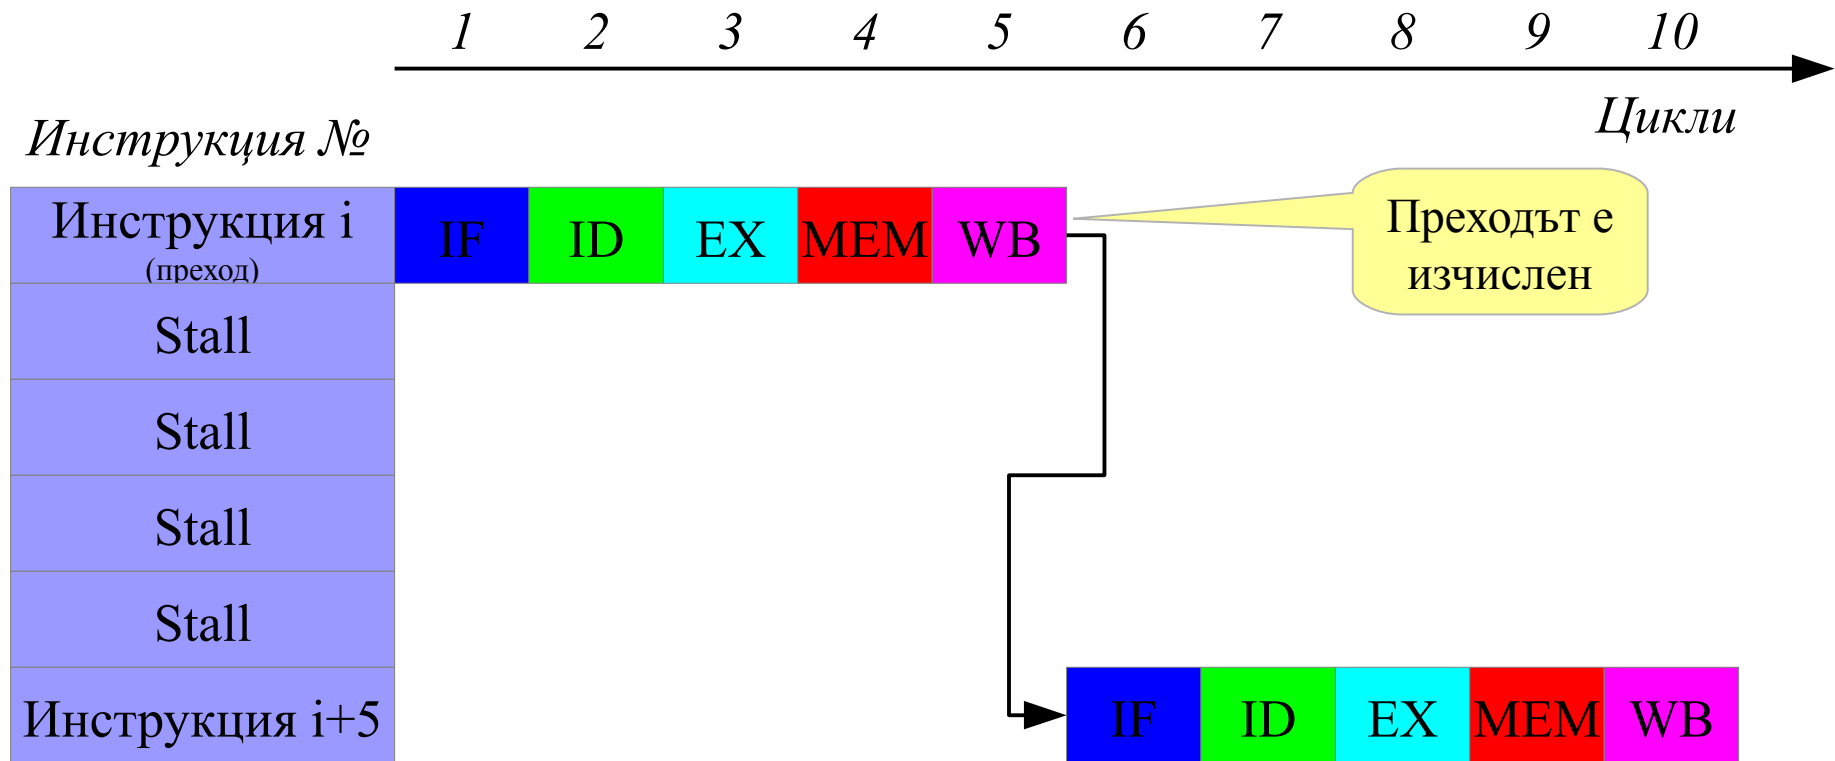 1 2 3 4 5 6 7 8 9 10
Цикли
Инструкция №
Инструкция i
(преход)
IF ID EX MEM WB
Преходът е
изчислен
Stall
Stall
Stall
Stall
Инструкция i+5
IF ID EX MEM WB